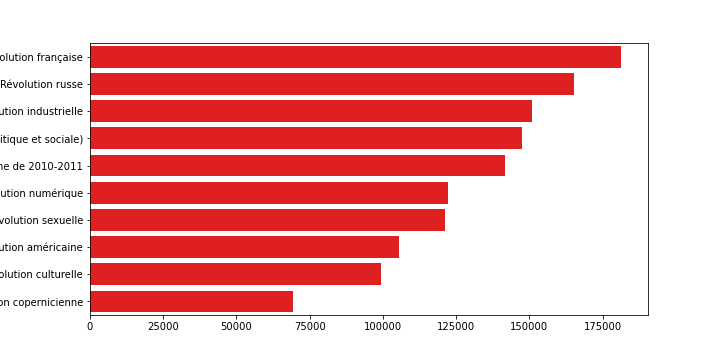 olution française
Révolution russe
ution industrielle
itique et sociale)
ne de 2010-2011
ution numérique
volution sexuelle
ution américaine
olution culturelle
on copernicienne
0 25000 50000 75000 100000 125000 150000 175000